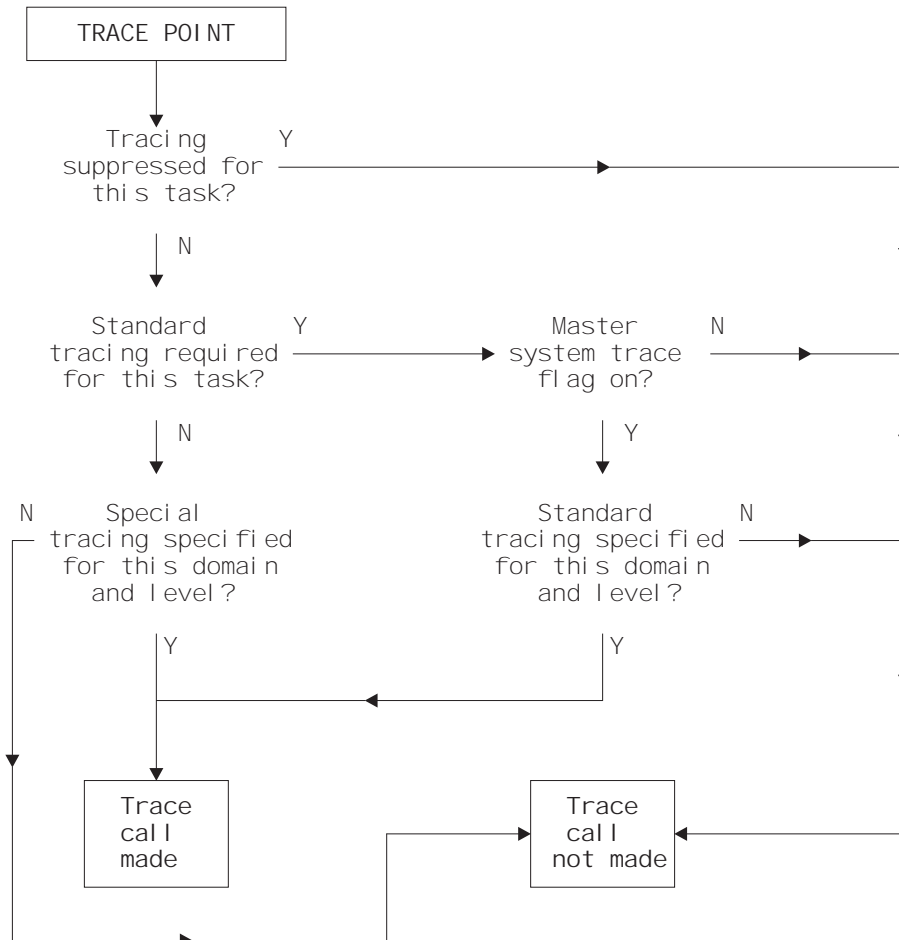 TRACE POINT
Tracing
suppressed for
this task?
Y
N
Standard
tracing required
for this task?
Y
Master
system trace
flag on?
N
N
Y
N
Special
tracing specified
for this domain
and level?
Standard
tracing specified
for this domain
and level?
N
Y
Y
Trace
call
made
Trace
call
not made